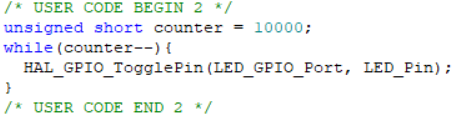 /* USER CODE BEGIN 2 */
unsigned short counter = 10000;
while(counter--){
  HAL_GPIO_TogglePin(LED_GPIO_Port, LED_Pin);
}
/* USER CODE END 2 */